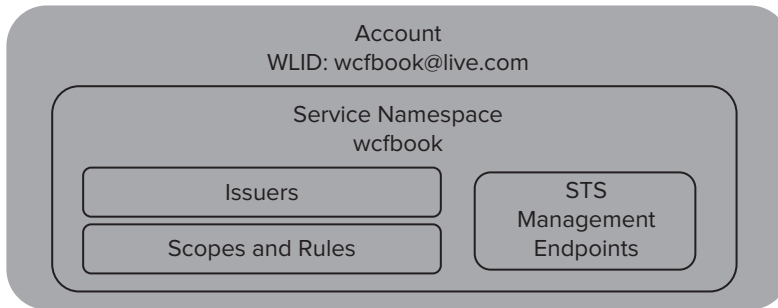 Account
WLID: wcfbook@live.com
Service Namespace
wcfbook
Issuers
Scopes and Rules
STS
Management
Endpoints